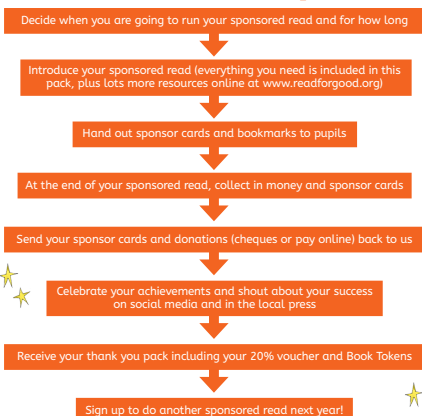 Decide when you are going to run your sponsored read and for how long
Introduce your sponsored read (everything you need is included in this
pack, plus lots more resources online at www.readforgood.org)
Hand out sponsor cards and bookmarks to pupils
At the end of your sponsored read, collect in money and sponsor cards
Send your sponsor cards and donations (cheques or pay online) back to us
Celebrate your achievements and shout about your success
on social media and in the local press
Receive your thank you pack including your 20% voucher and Book Tokens
Sign up to do another sponsored read next year!